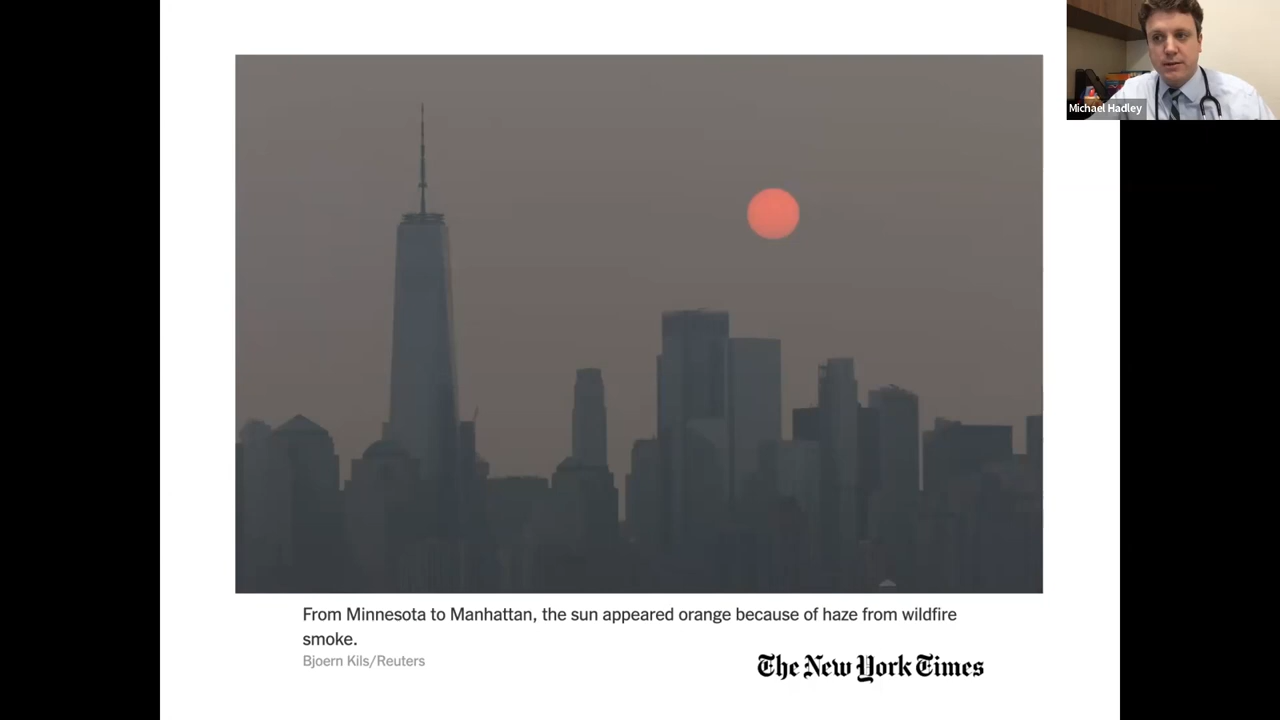 Michael Hadley
From Minnesota to Manhattan, the sun appeared orange because of haze from wildfire
smoke.
Bjoern Kils/Reuters
The New York Times